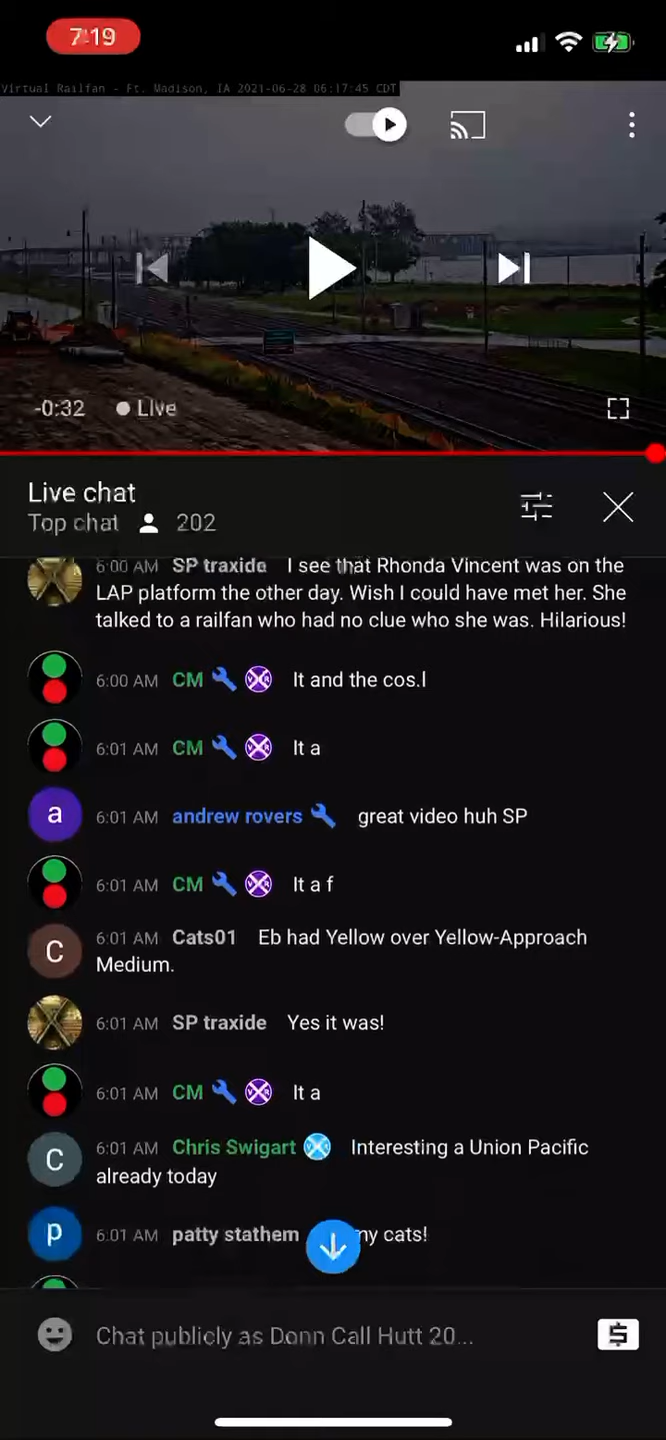 7:19
Virtual Railfan - Ft. Madison, IA 2021-06-28 06:17:45 CDT
-0:32 Live
Live chat
Top chat 202
6:00 AM SP traxide I see that Rhonda Vincent was on the
LAP platform the other day. Wish I could have met her. She
talked to a railfan who had no clue who she was. Hilarious!
6:00 AM CM It and the cos.l
6:01 AM CM It a
a 6:01 AM andrew rovers great video huh SP
6:01 AM CM It a f
C 6:01 AM Cats01 Eb had Yellow over Yellow-Approach
Medium.
6:01 AM SP traxide Yes it was!
6:01 AM CM It a
C 6:01 AM Chris Swigart Interesting a Union Pacific
already today
p 6:01 AM patty stathem my cats!
Chat publicly as Donn Call Hutt 20...